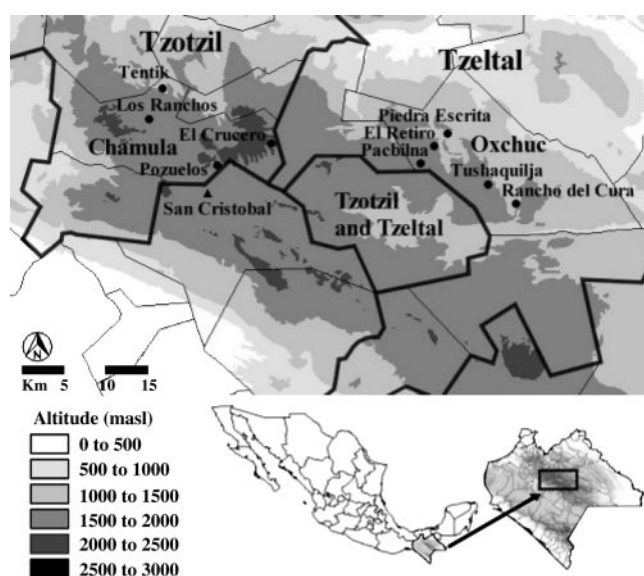 Tzotzil
Tzeltal
Tentik
Los Ranchos
Piedra Escrita
El Crucero
El Retiro
Oxchuc
Chamula
Pacbilna
Pozuelos
Tushaquilja
Tzotzil
and Tzeltal
Rancho del Cura
San Cristobal
N
Km 5 10 15
Altitude (masl)
0 to 500
500 to 1000
1000 to 1500
1500 to 2000
2000 to 2500
2500 to 3000